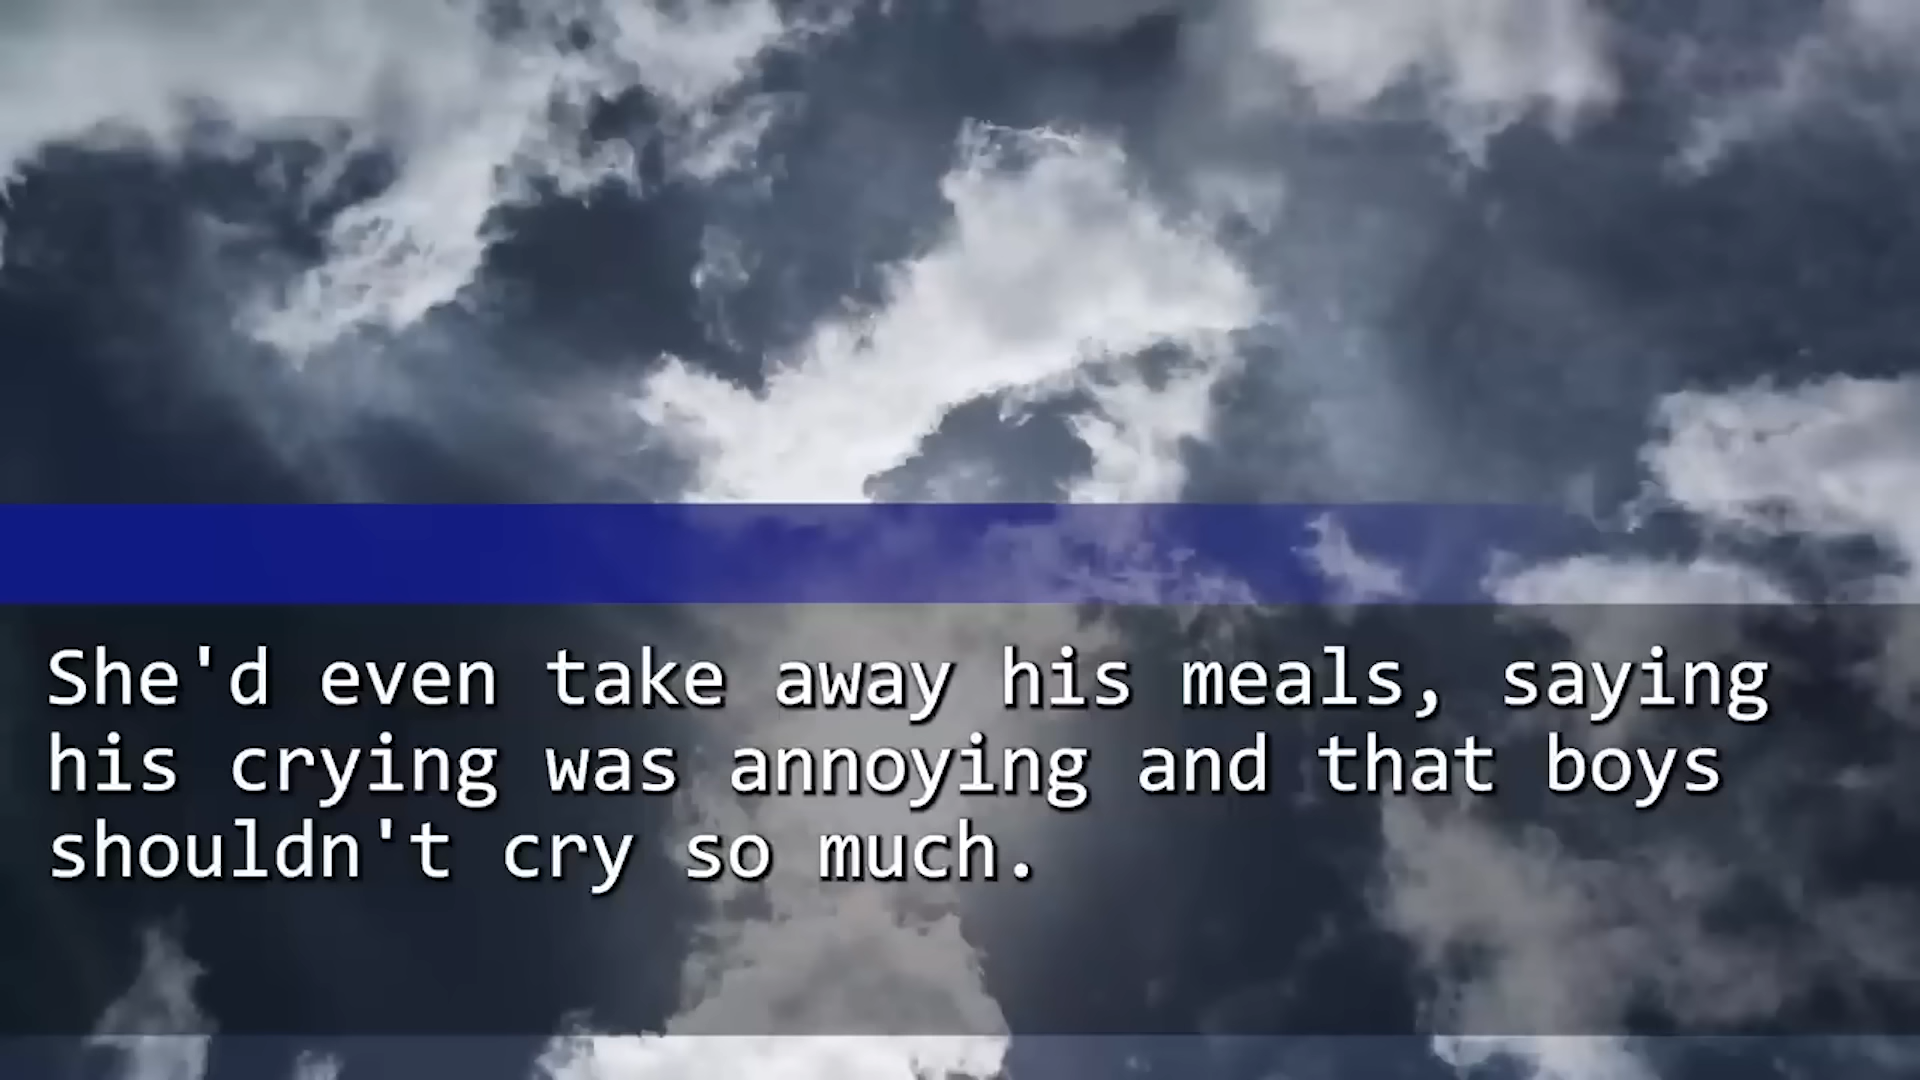 She'd even take away his meals, saying
his crying was annoying and that boys
shouldn't cry so much.